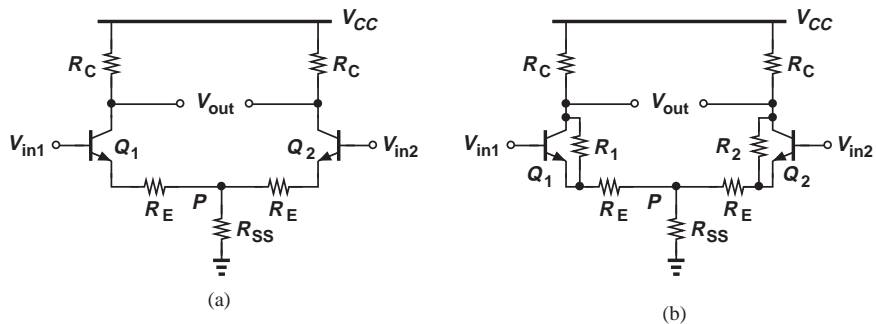 V_CC
R_C R_C
V_out
V_in1 Q_1 Q_2 V_in2
R_E P R_E
R_SS
(a)
V_CC
R_C R_C
V_out
V_in1 R_1 R_2 V_in2
Q_1 Q_2
R_E P R_E
R_SS
(b)